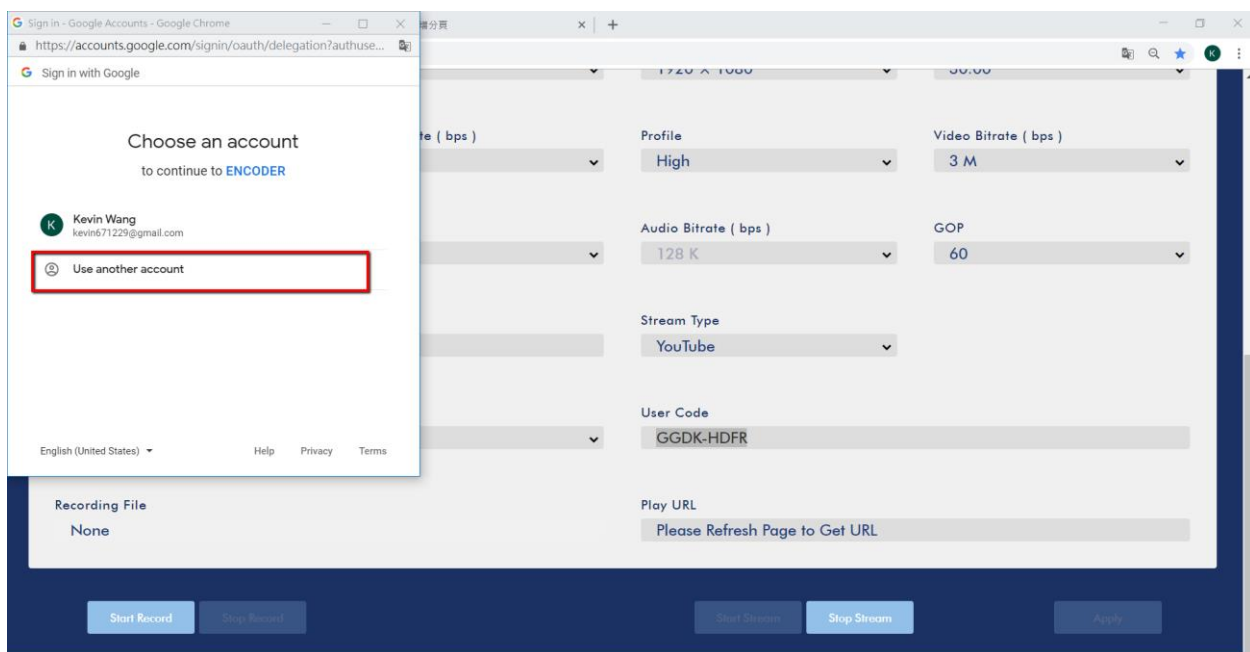 Sign in - Google Accounts - Google Chrome
分頁
https://accounts.google.com/signin/oauth/delegation?authuse...
K
Sign in with Google
1920 X 1080
30.00
Choose an account
to continue to ENCODER
K
Kevin Wang
kevin671229@gmail.com
Use another account
English (United States)
Help Privacy Terms
( bps )
Profile
High
Video Bitrate ( bps )
3 M
Audio Bitrate ( bps )
128 K
GOP
60
Stream Type
YouTube
User Code
GGDK-HDFR
Recording File
None
Play URL
Please Refresh Page to Get URL
Start Record
Stop Record
Start Stream
Stop Stream
Apply